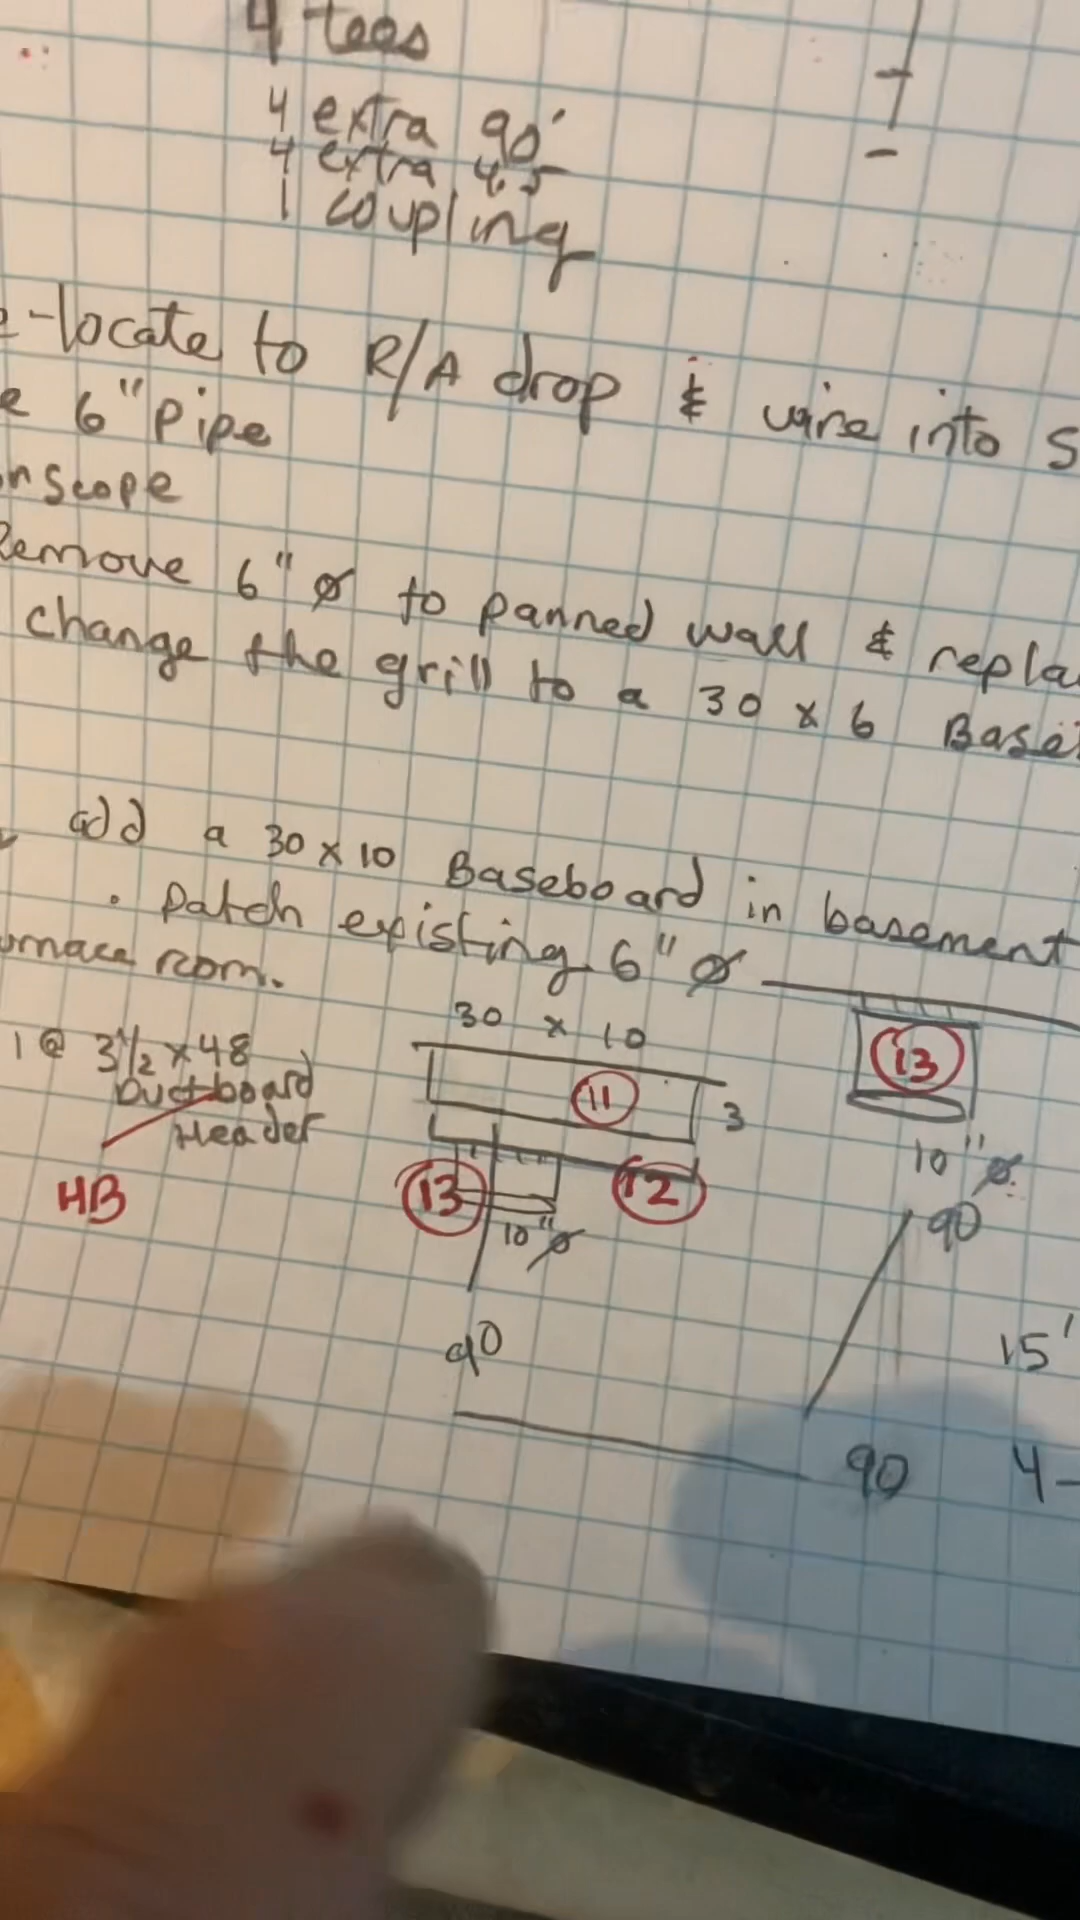 4 tees
4 extra 90'
4 extra 45
1 coupling
-locate to R/A drop & wire into S
6" Pipe
scope
Remove 6" ø to panned wall & repla
change the grill to a 30 x 6 Base
add a 30x10 Baseboard in basement
. Patch existing 6" ø
room.
30 x 10
1 @ 3½ x 48
Ductboard
Header
HB
11
3
13
12
10" ø
90
13
10" ø
90
15'
90
4-